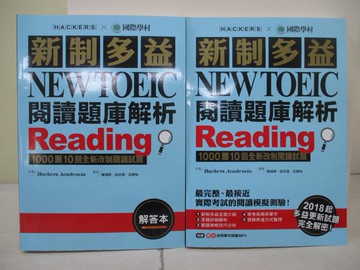 HACKERS × 國際學村
新制多益
NEW TOEIC
閱讀題庫解析
Reading
1000題10回全新改制閱讀試題
Hackers Academia
解答本
HACKERS × 國際學村
新制多益
NEW TOEIC
閱讀題庫解析
Reading
1000題10回全新改制閱讀試題
Hackers Academia
最完整、最接近
實際考試的閱讀模擬測驗！
2018起
多益更新試題
完全解密！